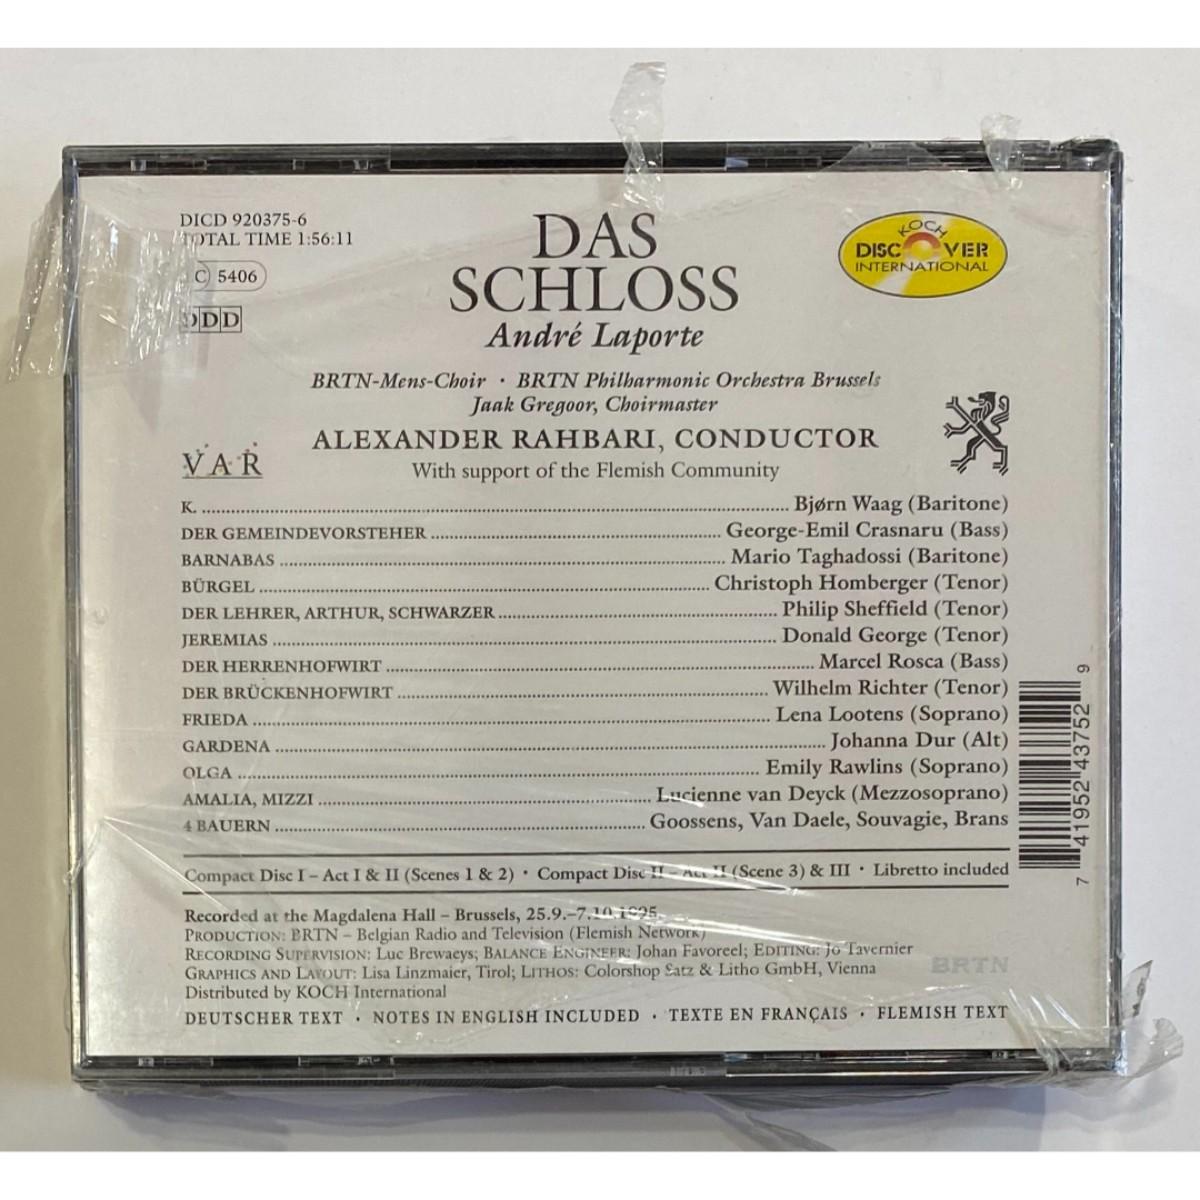 DICD 920375-6
TOTAL TIME 1:56:11
C 5406
DDD
DAS
SCHLOSS
André Laporte
KOCH
DISCOVER
INTERNATIONAL
BRTN-Mens-Choir · BRTN Philharmonic Orchestra Brussels
Jaak Gregoor, Choirmaster
ALEXANDER RAHBARI, CONDUCTOR
With support of the Flemish Community
VAR
K. Bjørn Waag (Baritone)
DER GEMEINDEVORSTEHER George-Emil Crasnaru (Bass)
BARNABAS Mario Taghadossi (Baritone)
BÜRGEL Christoph Homberger (Tenor)
DER LEHRER, ARTHUR, SCHWARZER Philip Sheffield (Tenor)
JEREMIAS Donald George (Tenor)
DER HERRENHOFWIRT Marcel Rosca (Bass)
DER BRÜCKENHOFWIRT Wilhelm Richter (Tenor)
FRIEDA Lena Lootens (Soprano)
GARDENA Johanna Dur (Alt)
OLGA Emily Rawlins (Soprano)
AMALIA, MIZZI Lucienne van Deyck (Mezzosoprano)
4 BAUERN Goossens, Van Daele, Souvagie, Brans
7 41952 43752 9
Compact Disc I – Act I & II (Scenes 1 & 2) · Compact Disc II – Act II (Scene 3) & III · Libretto included
Recorded at the Magdalena Hall – Brussels, 25.9.–7.10.1995
PRODUCTION: BRTN – Belgian Radio and Television (Flemish Network)
RECORDING SUPERVISION: Luc Brewaeys; BALANCE ENGINEER: Johan Favoreel; EDITING: Jo Tavernier
GRAPHICS AND LAYOUT: Lisa Linzmaier, Tirol; LITHOS: Colorshop Satz & Litho GmbH, Vienna
BRTN
Distributed by KOCH International
DEUTSCHER TEXT · NOTES IN ENGLISH INCLUDED · TEXTE EN FRANÇAIS · FLEMISH TEXT